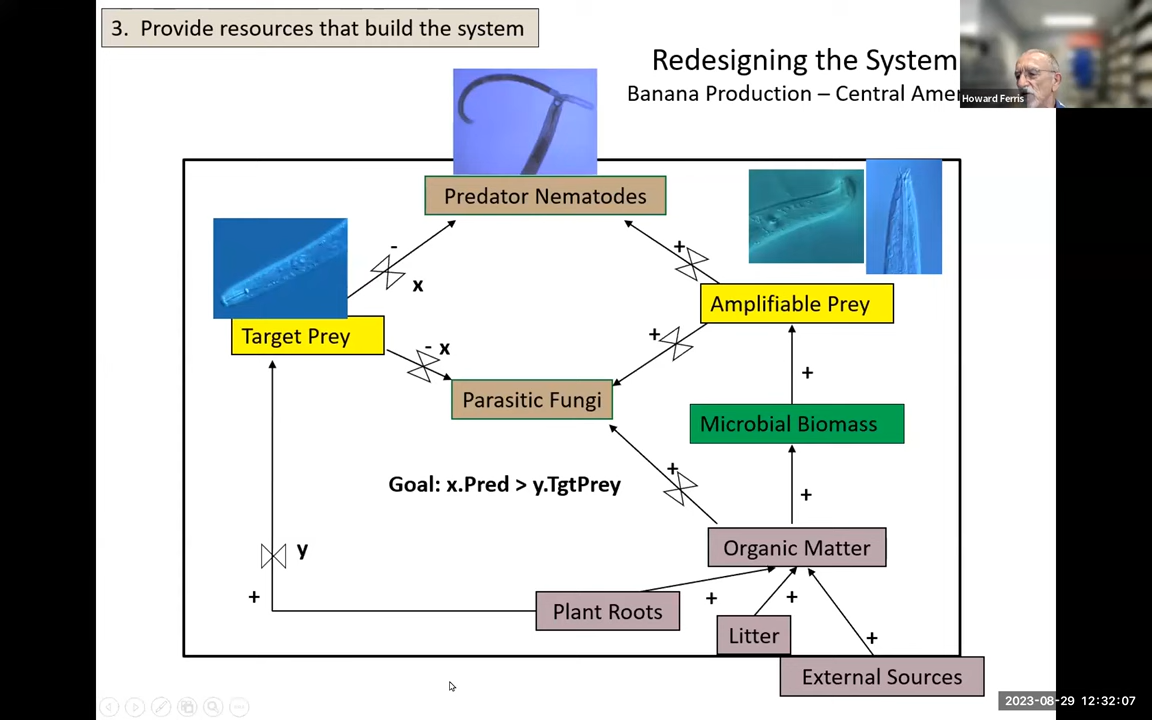 3. Provide resources that build the system
Redesigning the System
Banana Production – Central Amer
Howard Ferris
Predator Nematodes
-
x
+
Amplifiable Prey
Target Prey
- x
+
Parasitic Fungi
+
Microbial Biomass
+
Goal: x.Pred > y.TgtPrey
+
Organic Matter
y
+
Plant Roots
+
+
Litter
+
External Sources
2023-08-29 12:32:07